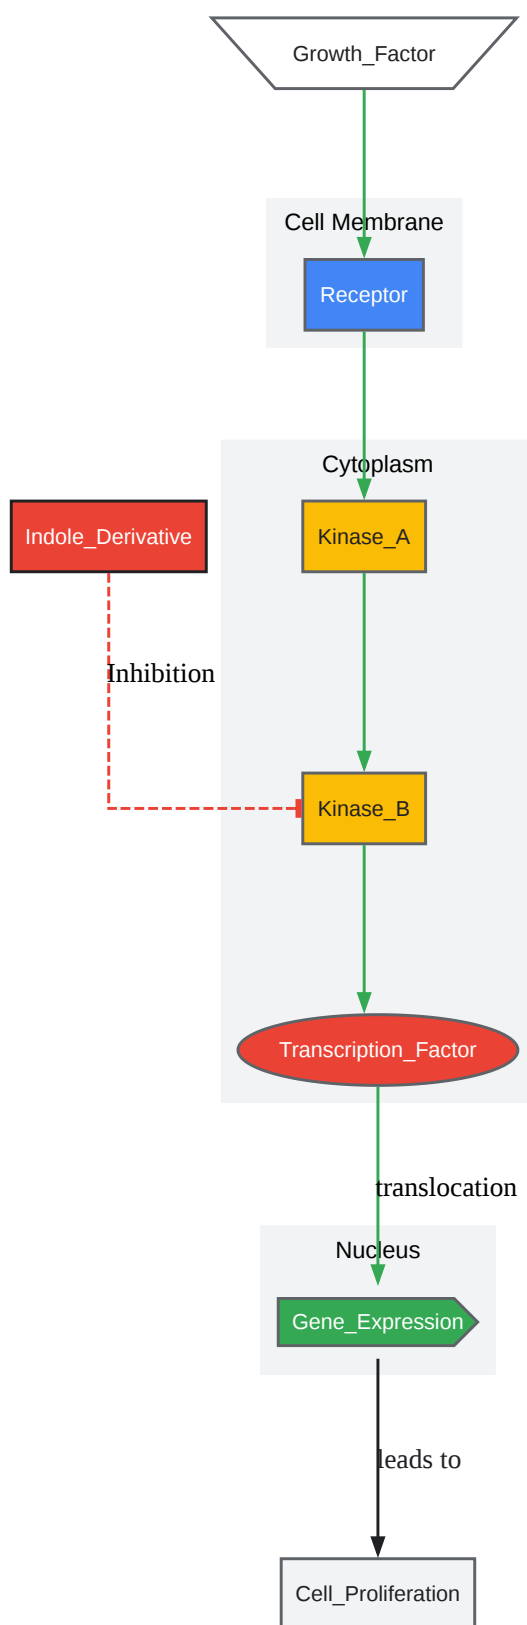 Growth_Factor
Cell Membrane
Receptor
Cytoplasm
Indole_Derivative
Kinase_A
Inhibition
Kinase_B
Transcription_Factor
translocation
Nucleus
Gene_Expression
leads to
Cell_Proliferation